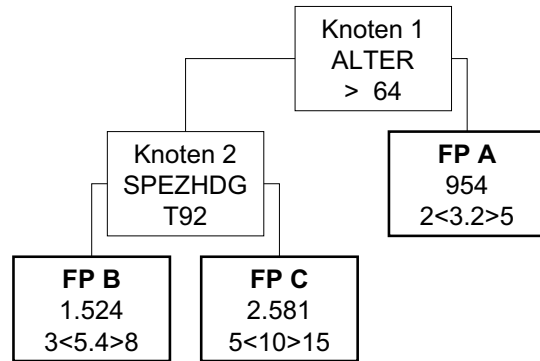 Knoten 1
ALTER
> 64
Knoten 2
SPEZHDG
T92
FP A
954
2<3.2>5
FP B
1.524
3<5.4>8
FP C
2.581
5<10>15